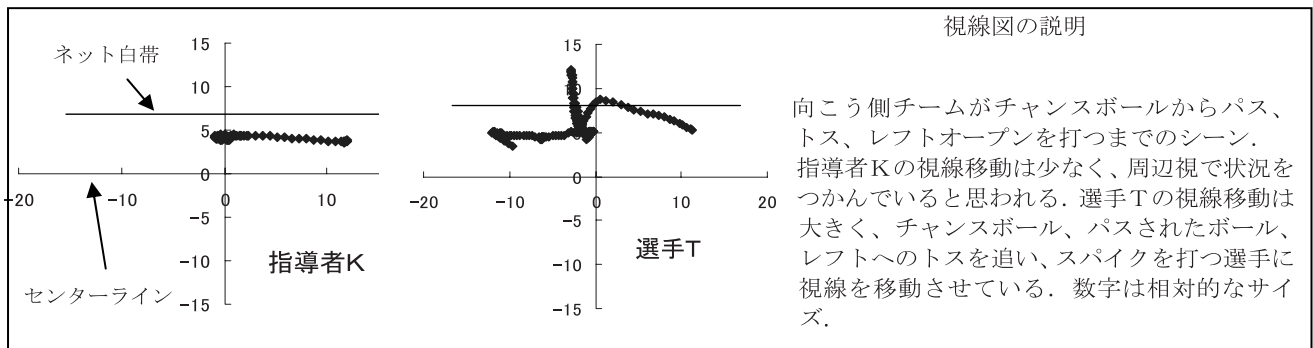 視線図の説明
ネット白帯
15
10
5
0
-5
-10
-15
-20
-10
0
10
指導者K
センターライン
15
10
5
0
-5
-10
-15
-20
-10
0
10
20
選手T
向こう側チームがチャンスボールからパス、
トス、レフトオープンを打つまでのシーン．
指導者Kの視線移動は少なく、周辺視で状況を
つかんでいると思われる．選手Tの視線移動は
大きく、チャンスボール、パスされたボール、
レフトへのトスを追い、スパイクを打つ選手に
視線を移動させている．数字は相対的なサイ
ズ．